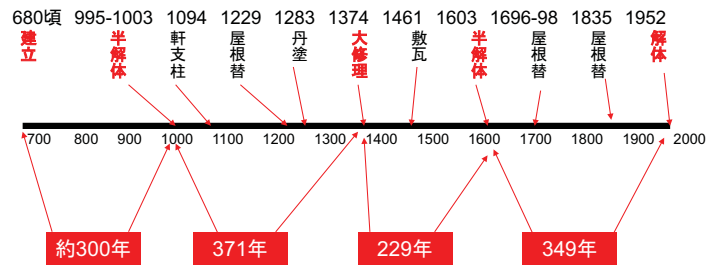 680頃 995-1003 1094 1229 1283 1374 1461 1603 1696-98 1835 1952
建立 半解体 軒支柱 屋根替 丹塗 大修理 敷瓦 半解体 屋根替 屋根替 解体
700 800 900 1000 1100 1200 1300 1400 1500 1600 1700 1800 1900 2000
約300年 371年 229年 349年